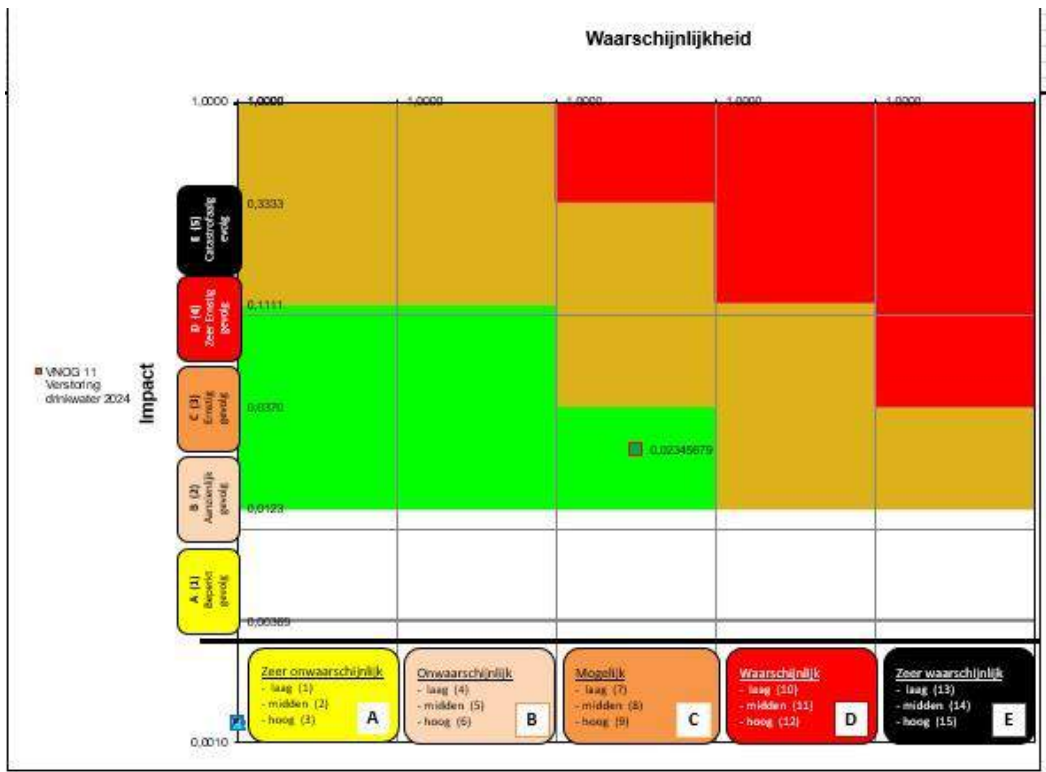 Waarschijnlijkheid
1.0000
1.0000
1.0000
1.0000
1.0000
1.0000
E (5)
Catastrofaalg
evolg
0,3333
D (4)
Zeer Ernstig
gevolg
0,1111
VNOG 11
Verstoring
drinkwater 2024
Impact
C (3)
Ernstig
gevolg
0,0370
0,02345679
B (2)
Aanzienlijk
gevolg
0,0123
A (1)
Beperkt
gevolg
0,00369
Zeer onwaarschijnlijk
- laag (1)
- midden (2)
- hoog (3)
A
Onwaarschijnlijk
- laag (4)
- midden (5)
- hoog (6)
B
Mogelijk
- laag (7)
- midden (8)
- hoog (9)
C
Waarschijnlijk
- laag (10)
- midden (11)
- hoog (12)
D
Zeer waarschijnlijk
- laag (13)
- midden (14)
- hoog (15)
E
0,0010